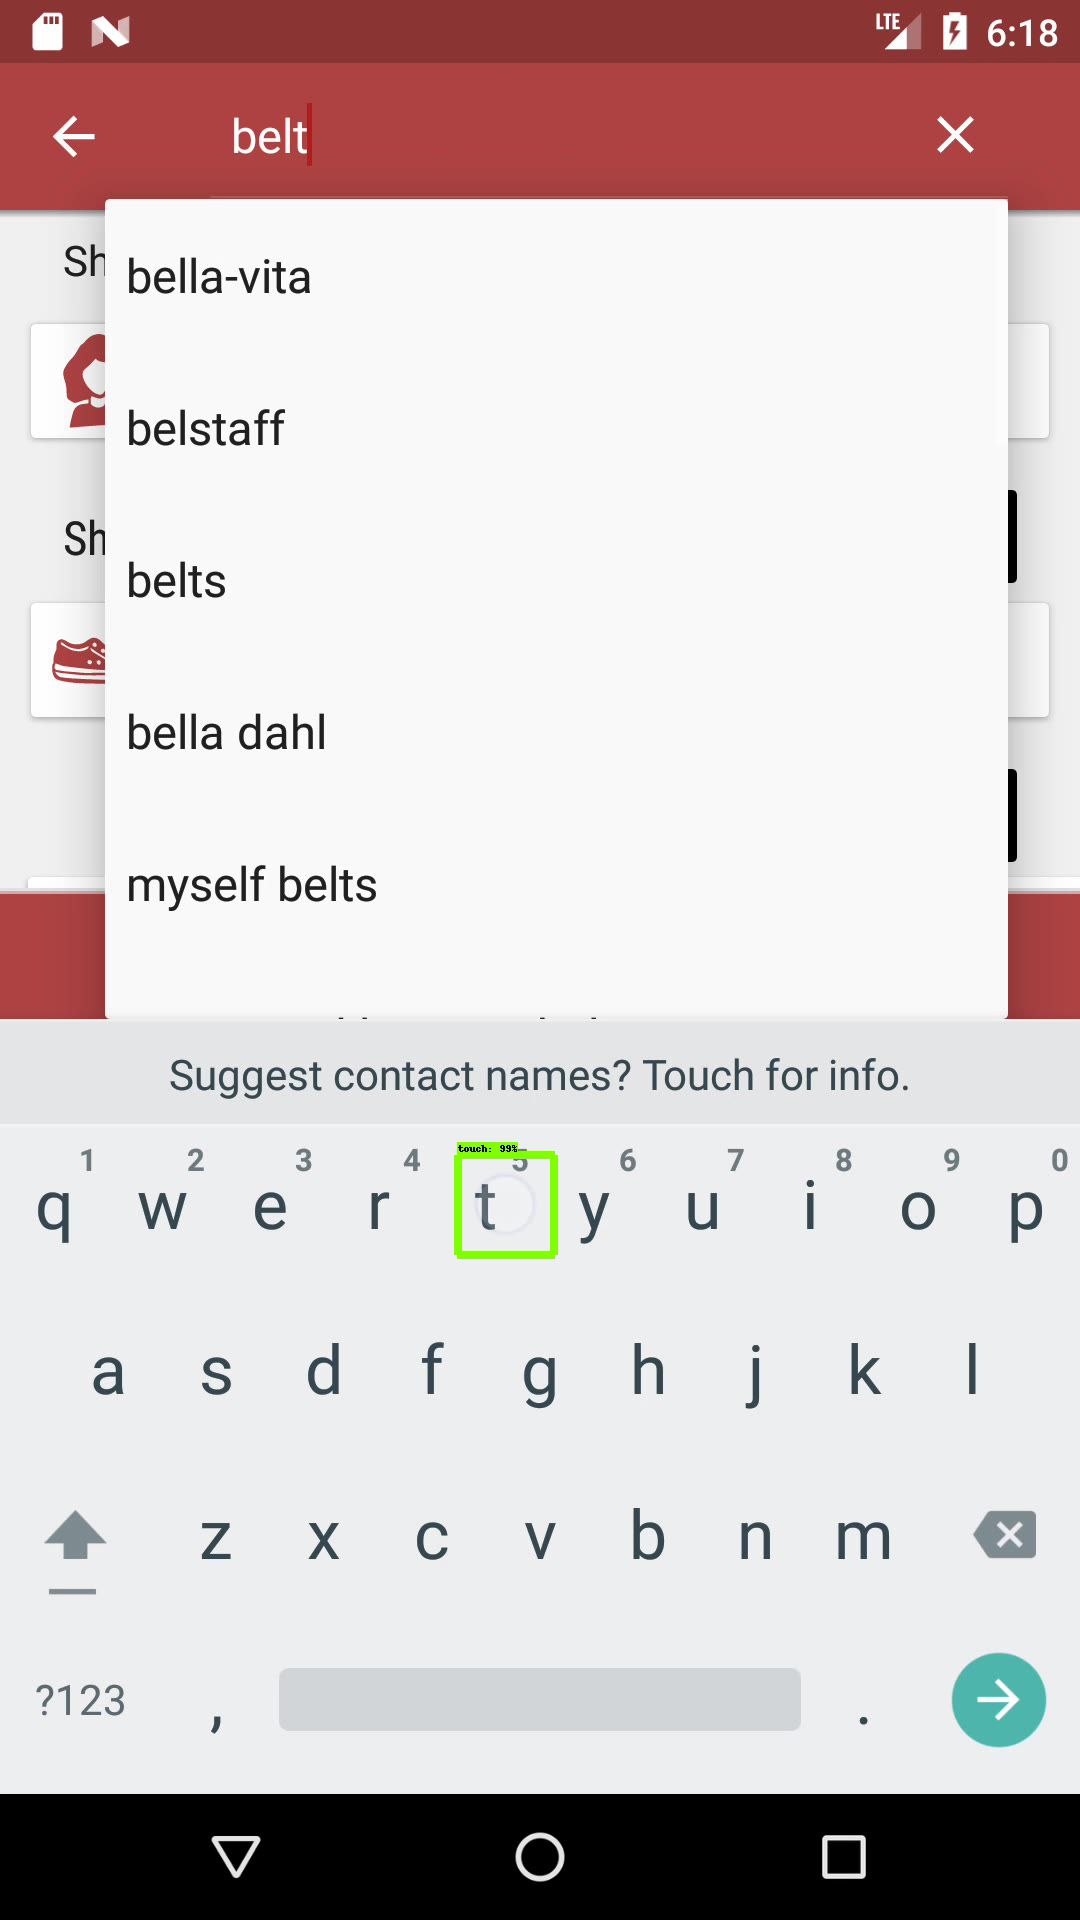 LTE 6:18
belt
Sh
bella-vita
belstaff
Sh
belts
bella dahl
myself belts
Suggest contact names? Touch for info.
touch: 99%
1 2 3 4 5 6 7 8 9 0
q w e r t y u i o p
a s d f g h j k l
z x c v b n m
?123 , .